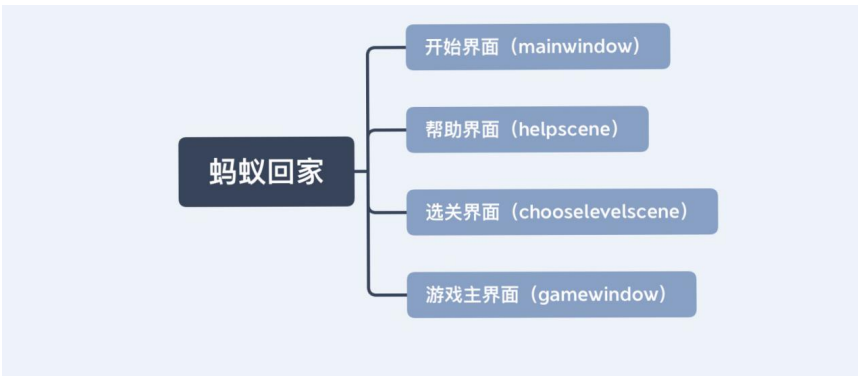 开始界面（mainwindow）
帮助界面（helpscene）
蚂蚁回家
选关界面（chooselevelscene）
游戏主界面（gamewindow）